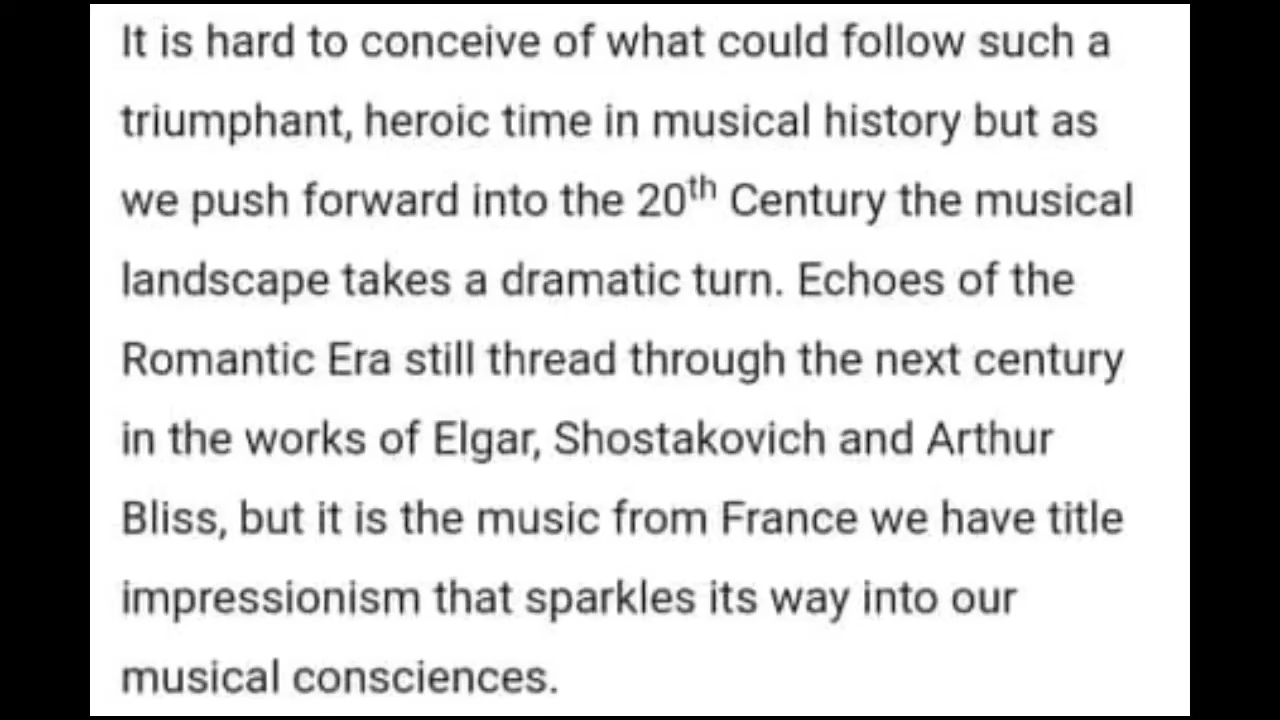 It is hard to conceive of what could follow such a
triumphant, heroic time in musical history but as
we push forward into the 20th Century the musical
landscape takes a dramatic turn. Echoes of the
Romantic Era still thread through the next century
in the works of Elgar, Shostakovich and Arthur
Bliss, but it is the music from France we have title
impressionism that sparkles its way into our
musical consciences.